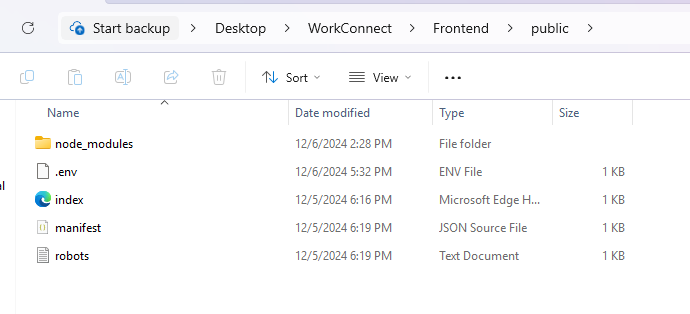 Start backup > Desktop > WorkConnect > Frontend > public >
Sort View ...
Name Date modified Type Size
node_modules 12/6/2024 2:28 PM File folder
.env 12/6/2024 5:32 PM ENV File 1 KB
index 12/5/2024 6:16 PM Microsoft Edge H... 1 KB
manifest 12/5/2024 6:19 PM JSON Source File 1 KB
robots 12/5/2024 6:19 PM Text Document 1 KB